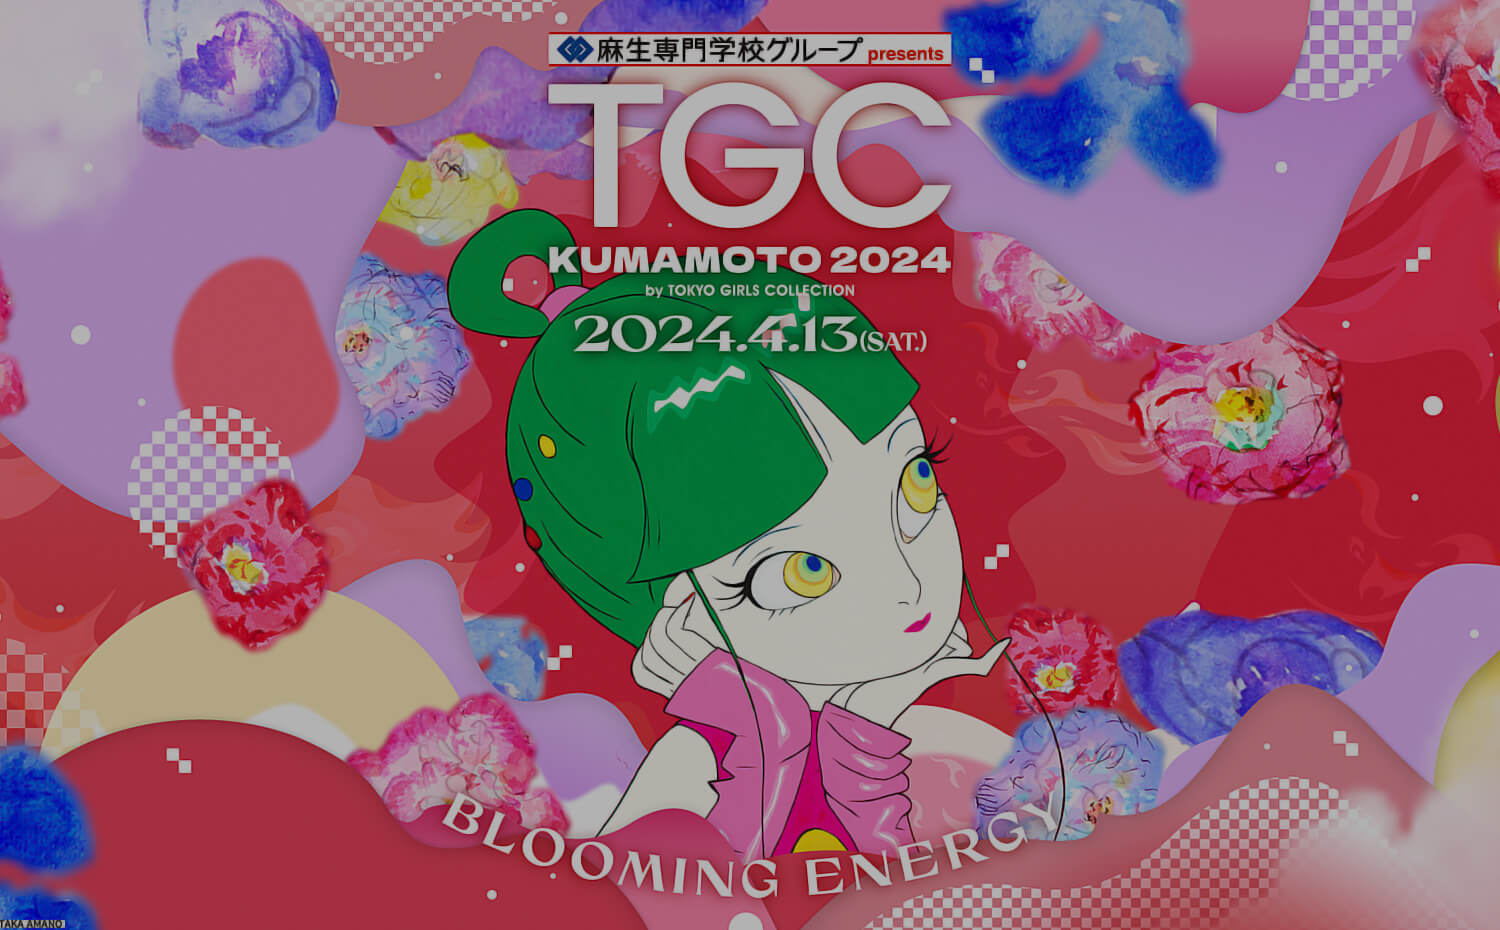 麻生専門学校グループ presents
TGC
KUMAMOTO 2024
by TOKYO GIRLS COLLECTION
2024.4.13(SAT.)
BLOOMING ENERGY
TAKA AMANO